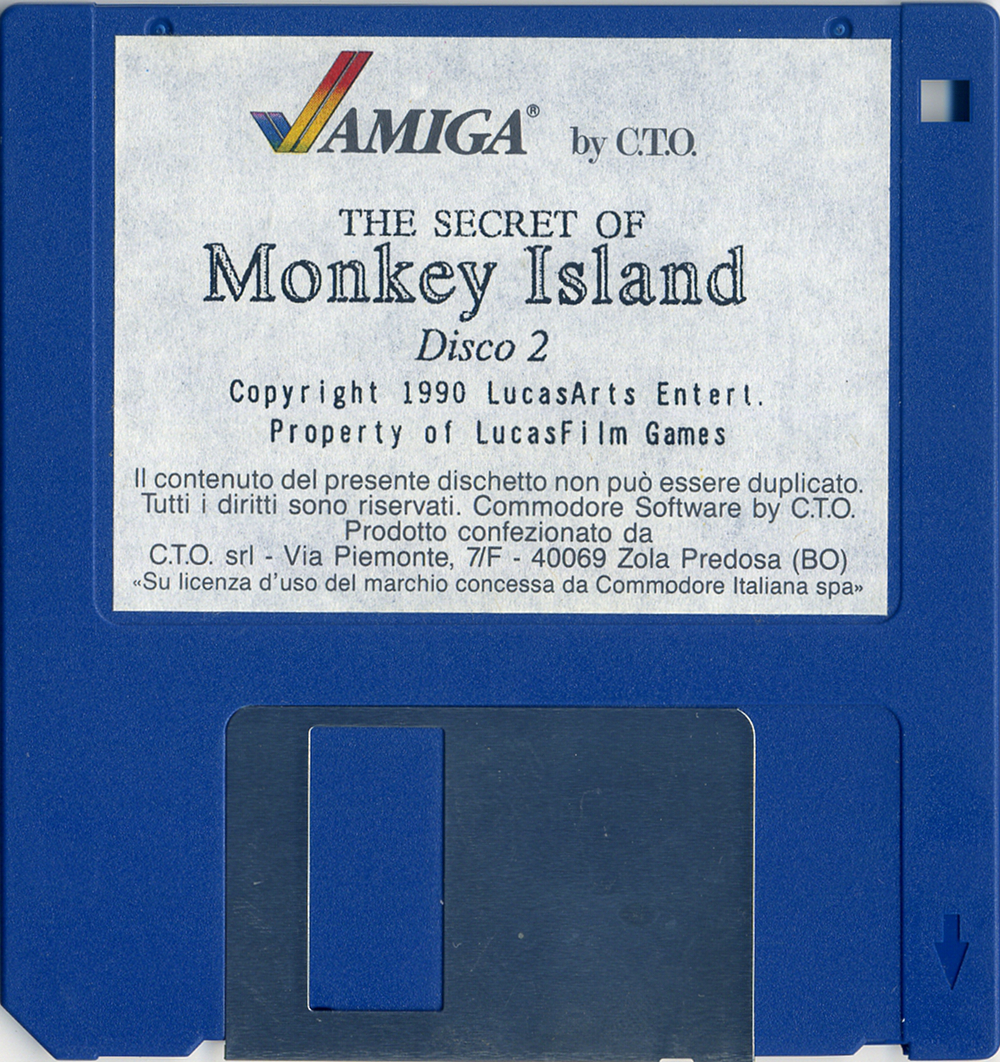 AMIGA® by C.T.O.
THE SECRET OF
Monkey Island
Disco 2
Copyright 1990 LucasArts Entert.
Property of LucasFilm Games
Il contenuto del presente dischetto non può essere duplicato.
Tutti i diritti sono riservati. Commodore Software by C.T.O.
Prodotto confezionato da
C.T.O. srl - Via Piemonte, 7/F - 40069 Zola Predosa (BO)
«Su licenza d'uso del marchio concessa da Commodore Italiana spa»